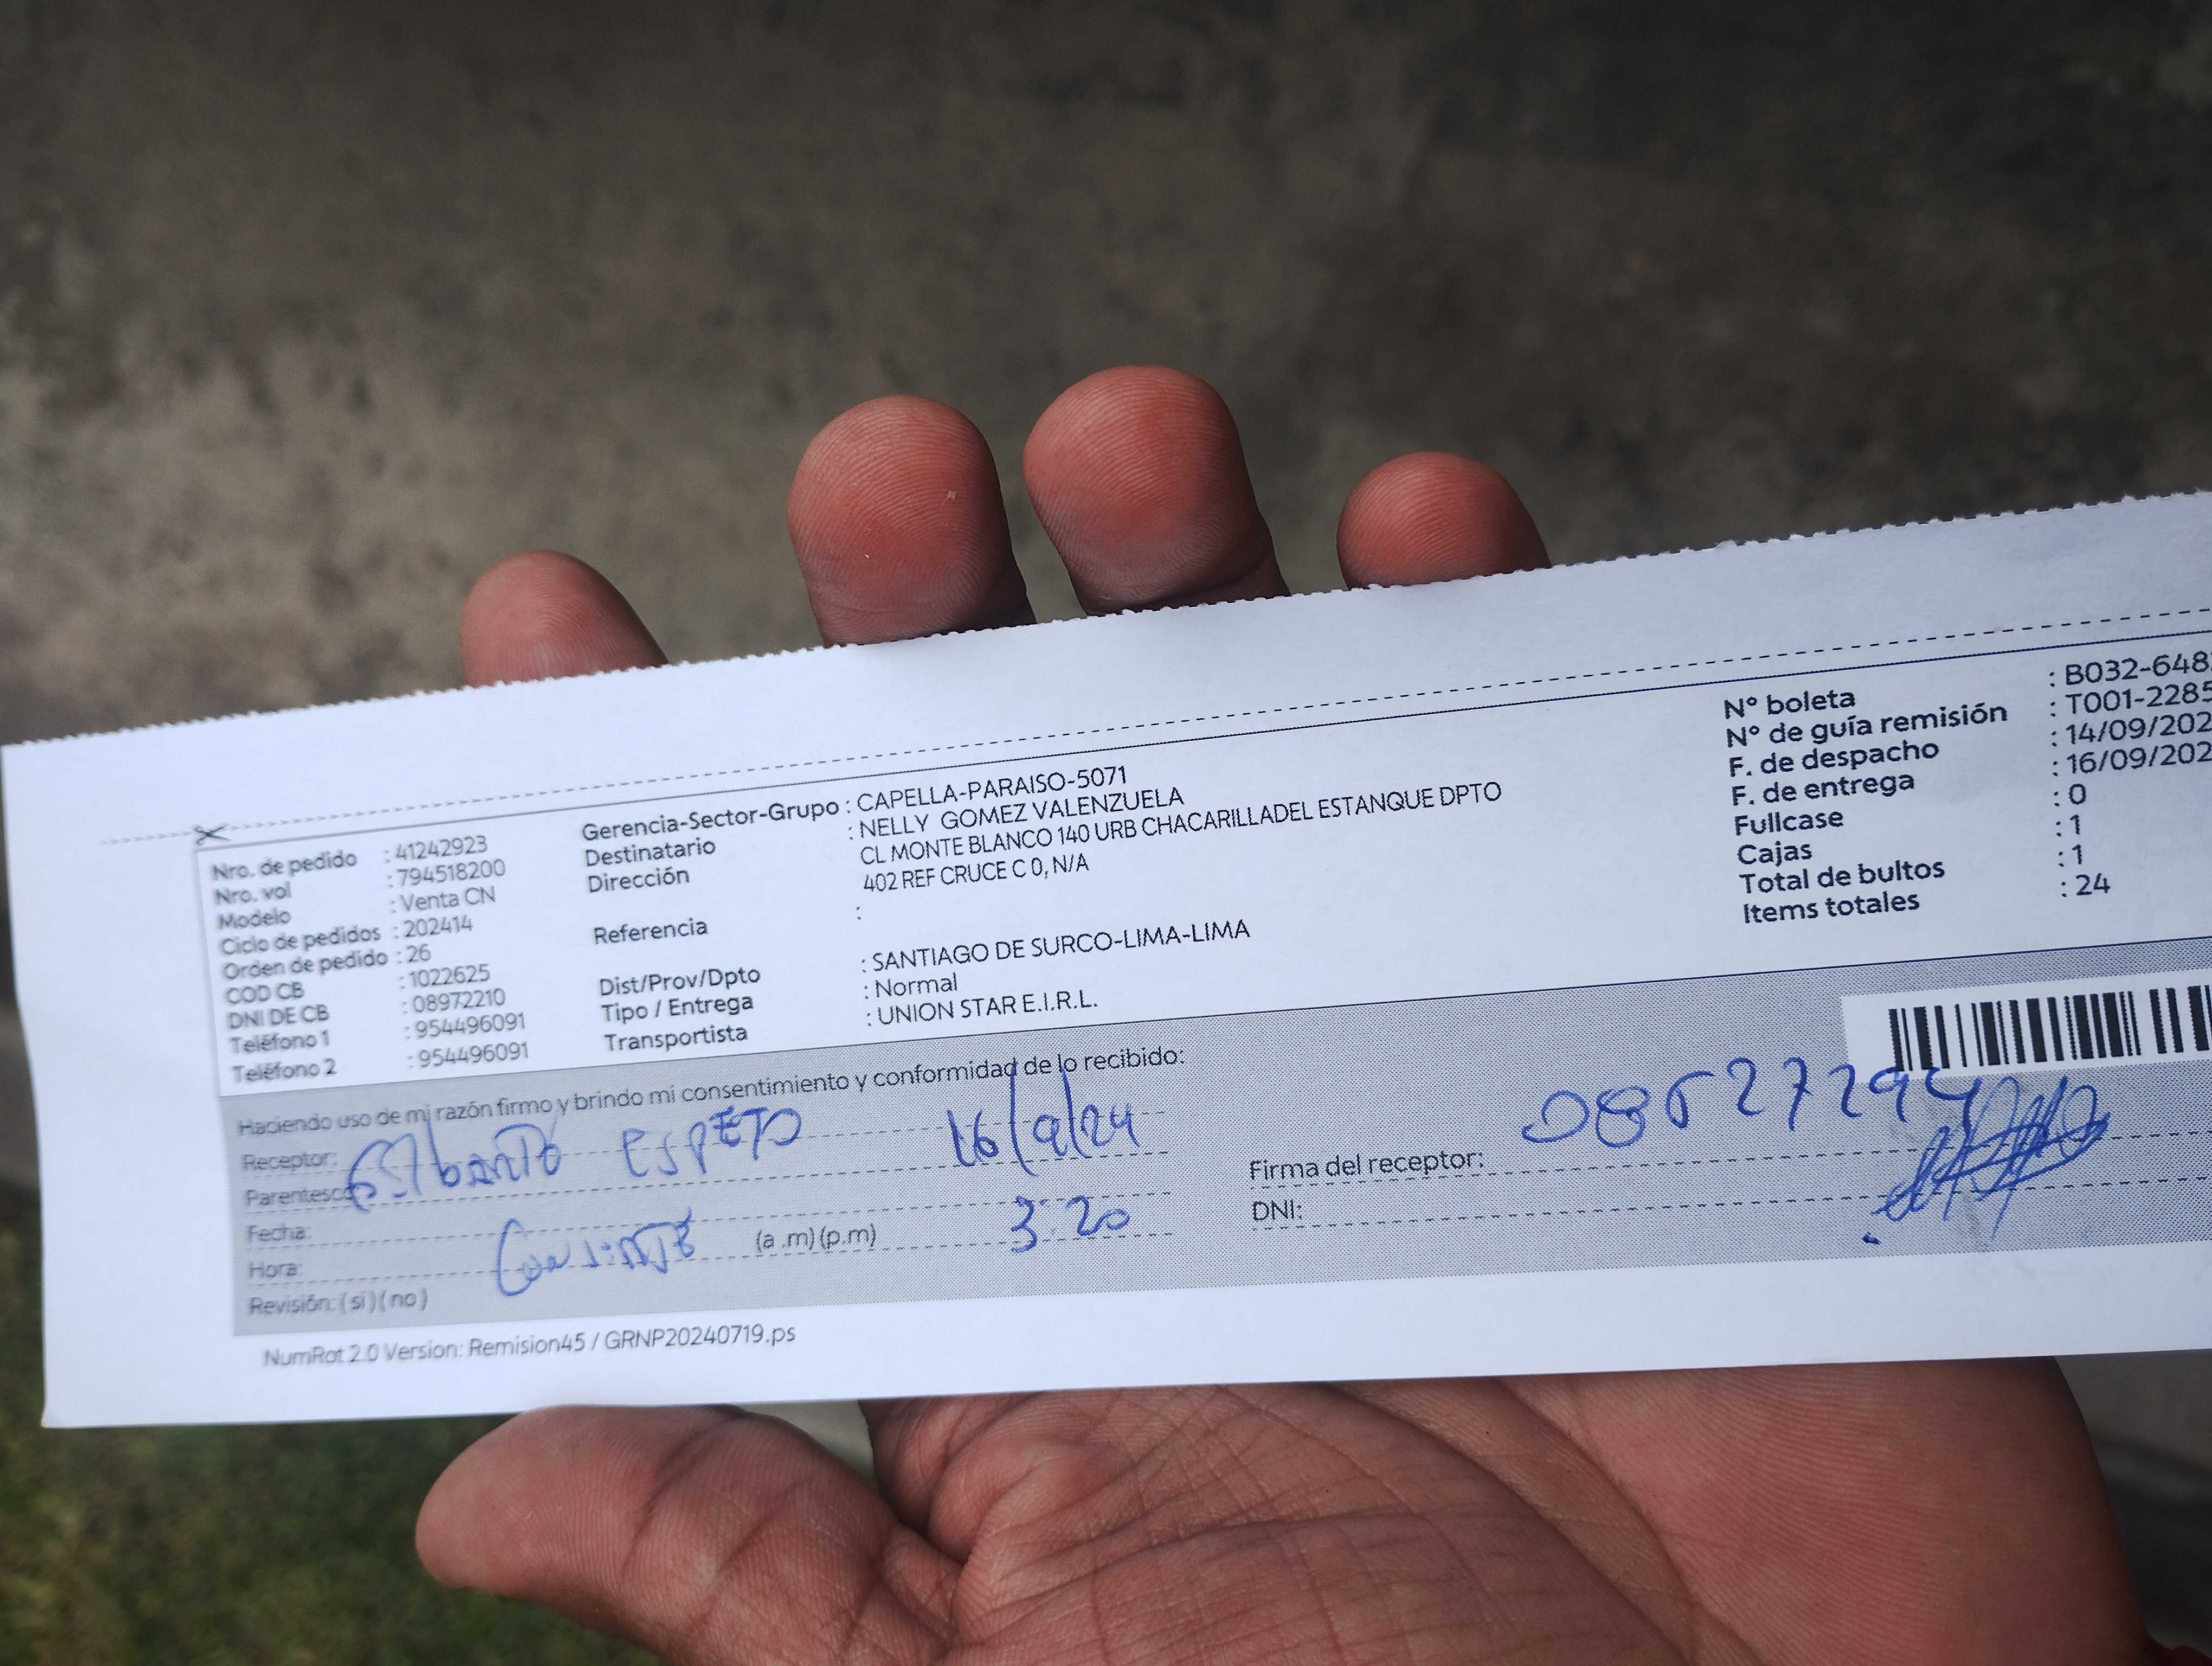 Nro. de pedido : 41242923
Nro. vol : 794518200
Modelo : Venta CN
Ciclo de pedidos : 202414
Orden de pedido : 26
COD CB : 1022625
DNI DE CB : 08972210
Teléfono 1 : 954496091
Teléfono 2 : 954496091
Gerencia-Sector-Grupo : CAPELLA-PARAISO-5071
Destinatario : NELLY GOMEZ VALENZUELA
Dirección CL MONTE BLANCO 140 URB CHACARILLADEL ESTANQUE DPTO
402 REF CRUCE C 0, N/A
Referencia :
Dist/Prov/Dpto : SANTIAGO DE SURCO-LIMA-LIMA
Tipo / Entrega : Normal
Transportista : UNION STAR E.I.R.L.
N° boleta : B032-648
N° de guía remisión : T001-2285
F. de despacho : 14/09/202
F. de entrega : 16/09/202
Fullcase : 0
Cajas : 1
Total de bultos : 1
Items totales : 24
Haciendo uso de mi razón firmo y brindo mi consentimiento y conformidad de lo recibido:
Receptor:
Parentesco
16/9/24
Fecha:
Hora: (a .m) (p.m) 3:20
Revisión: ( si ) ( no )
Firma del receptor:
DNI:
NumRot 2.0 Version: Remision45 / GRNP20240719.ps